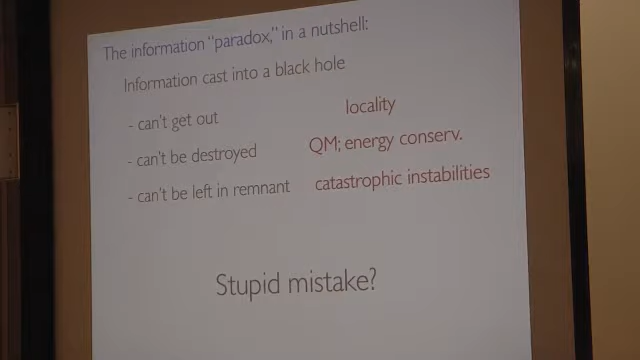 The information "paradox," in a nutshell:
Information cast into a black hole
- can't get out locality
- can't be destroyed QM; energy conserv.
- can't be left in remnant catastrophic instabilities
Stupid mistake?